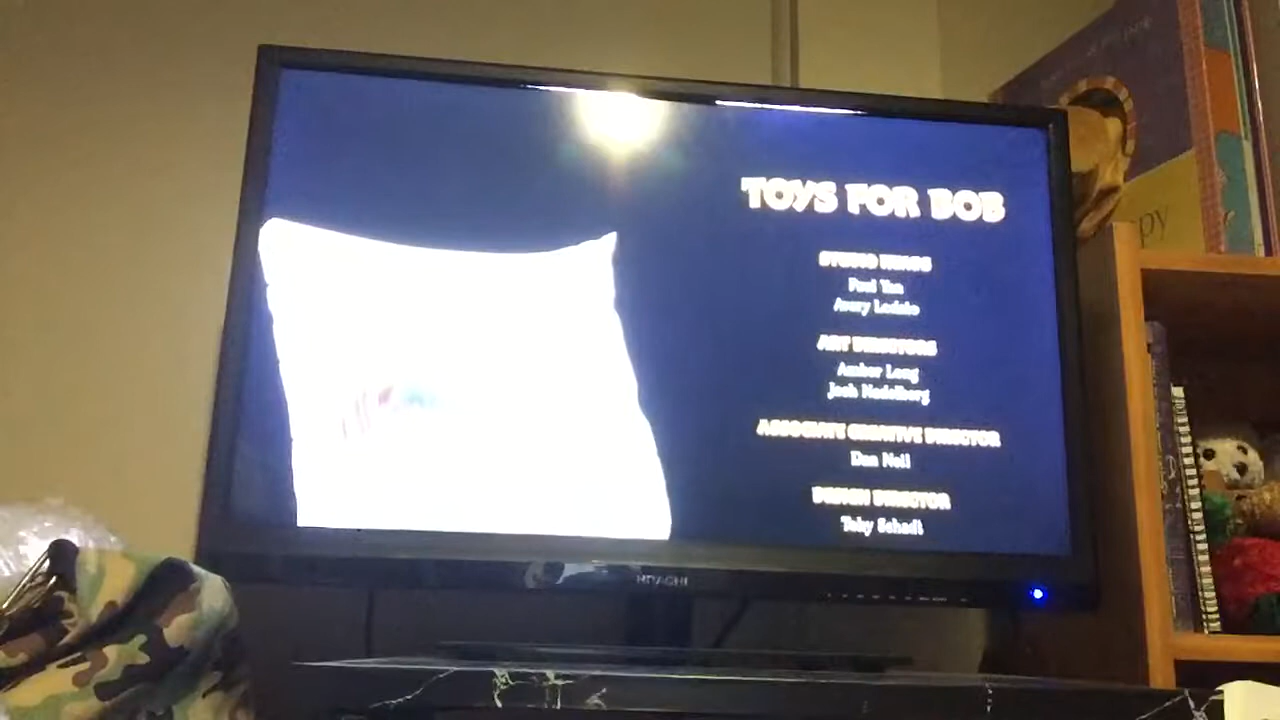 TOYS FOR BOB
STUDIO HEADS
Paul Yan
Avery Lodato
ART DIRECTORS
Amber Long
Josh Nadelberg
ASSOCIATE CREATIVE DIRECTOR
Dan Neil
DESIGN DIRECTOR
Toby Schadt
HITACHI
ppy